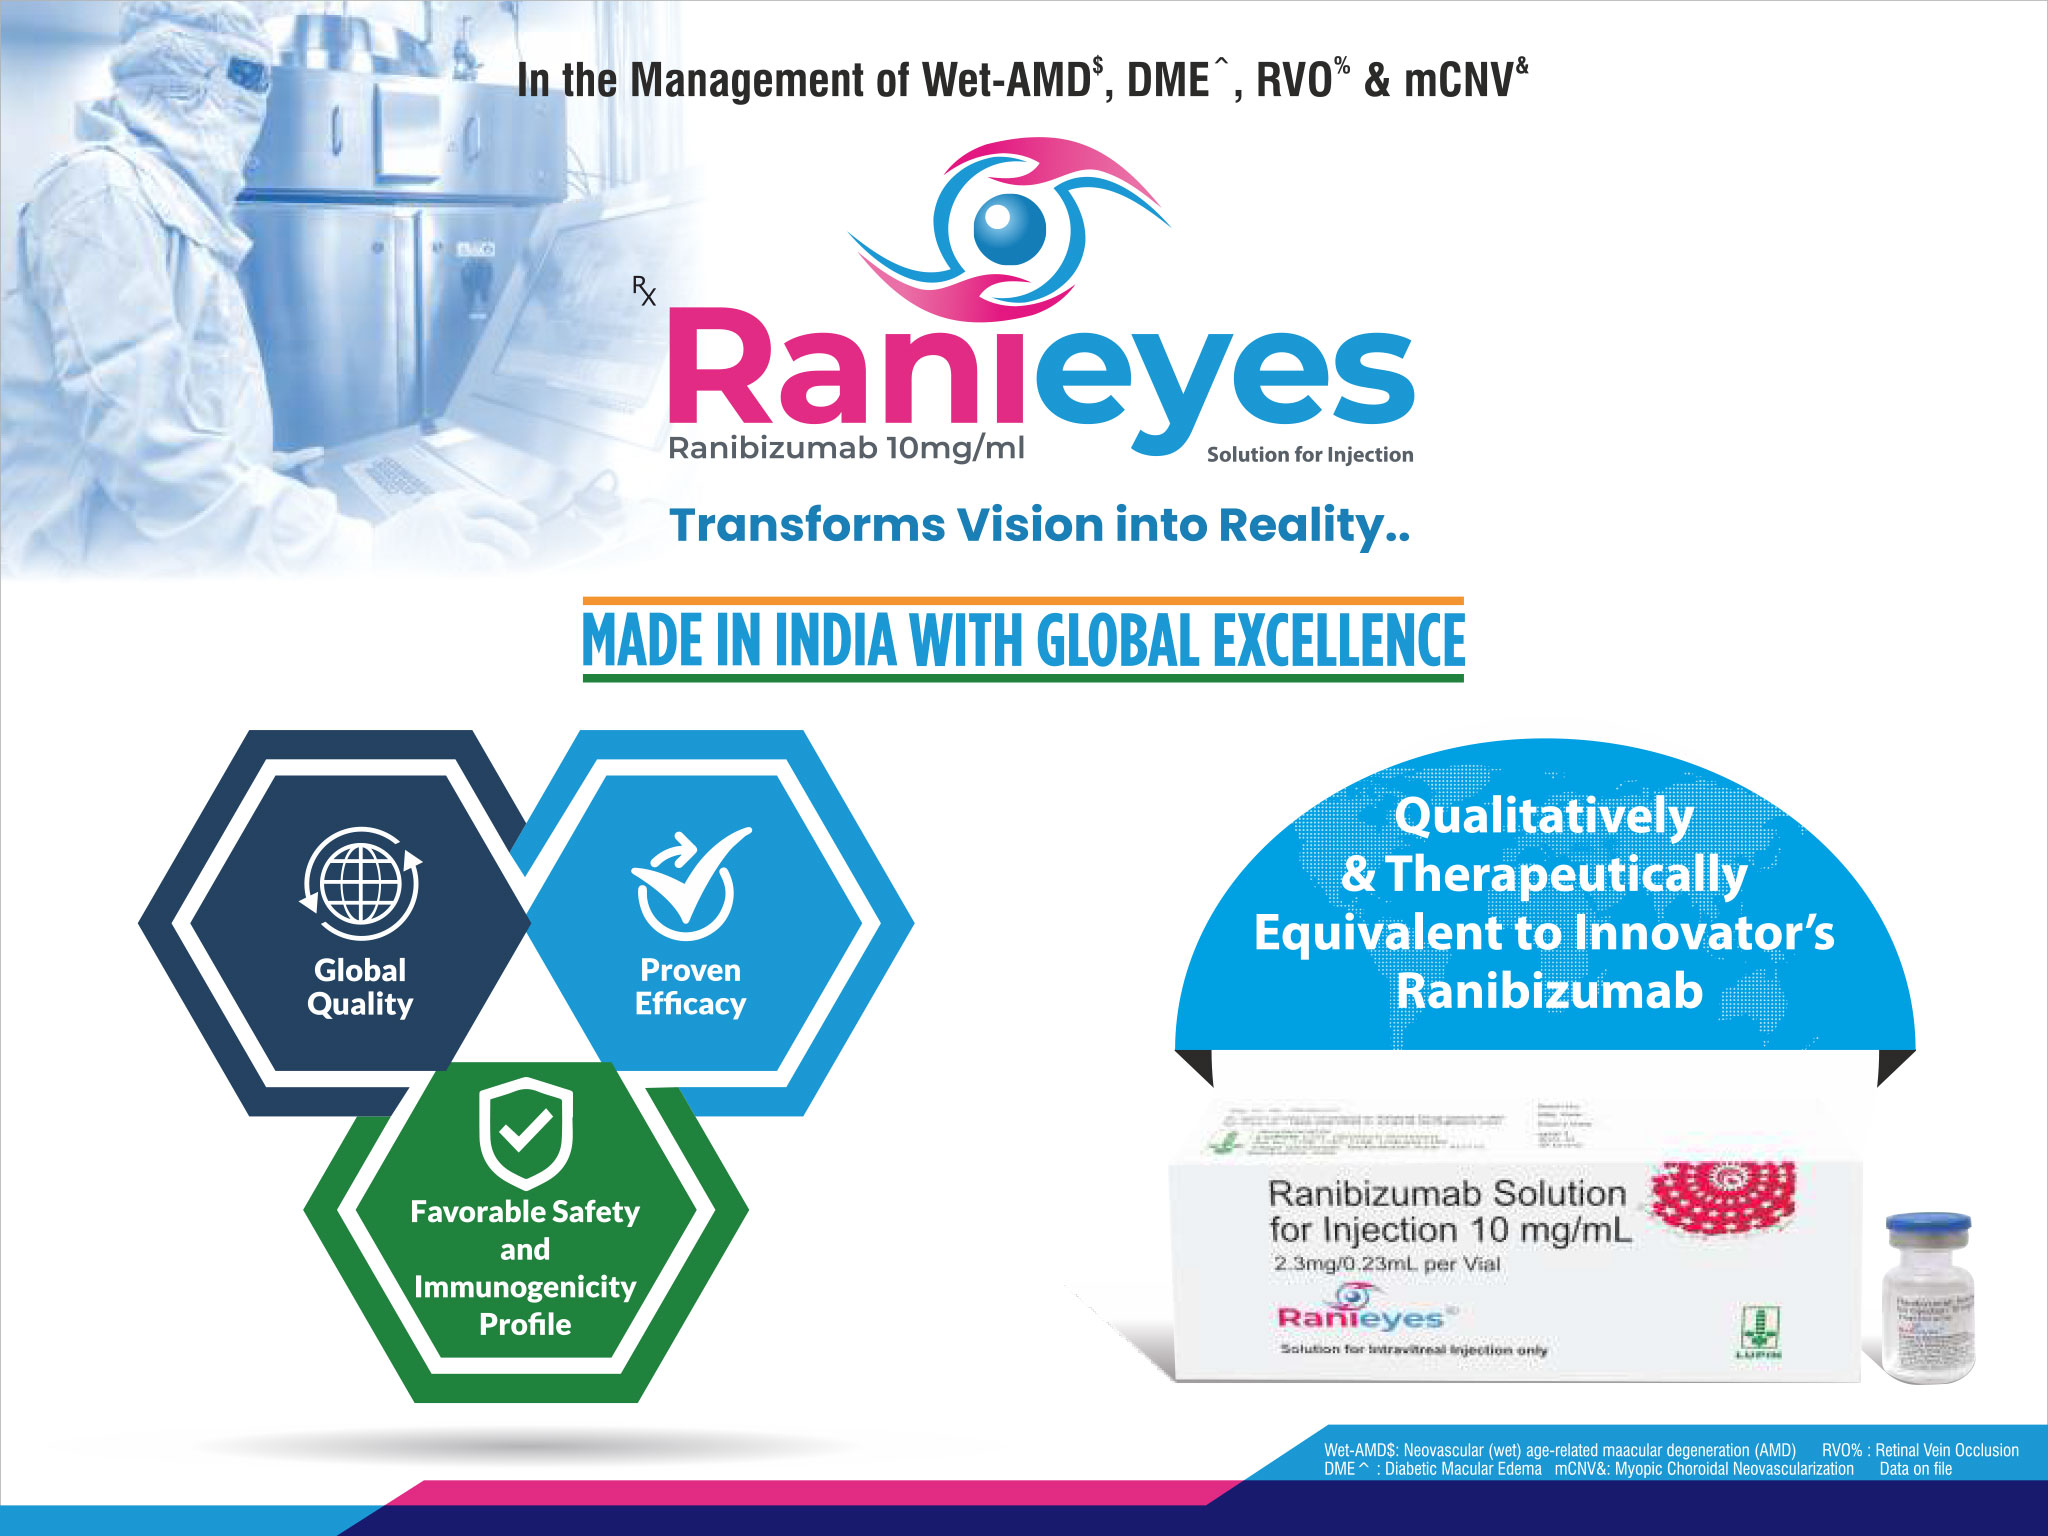 In the Management of Wet-AMD$, DME^, RVO% & mCNV&
Rx
Ranieyes
Ranibizumab 10mg/ml
Solution for Injection
Transforms Vision into Reality..
MADE IN INDIA WITH GLOBAL EXCELLENCE
Global
Quality
Proven
Efficacy
Favorable Safety
and
Immunogenicity
Profile
Qualitatively
& Therapeutically
Equivalent to Innovator's
Ranibizumab
Ranibizumab Solution
for Injection 10 mg/mL
2.3mg/0.23mL per Vial
Ranieyes
Solution for Intravitreal Injection only
LUPIN
Ranieyes
Wet-AMD$: Neovascular (wet) age-related maacular degeneration (AMD) RVO% : Retinal Vein Occlusion
DME^ : Diabetic Macular Edema mCNV&: Myopic Choroidal Neovascularization Data on file